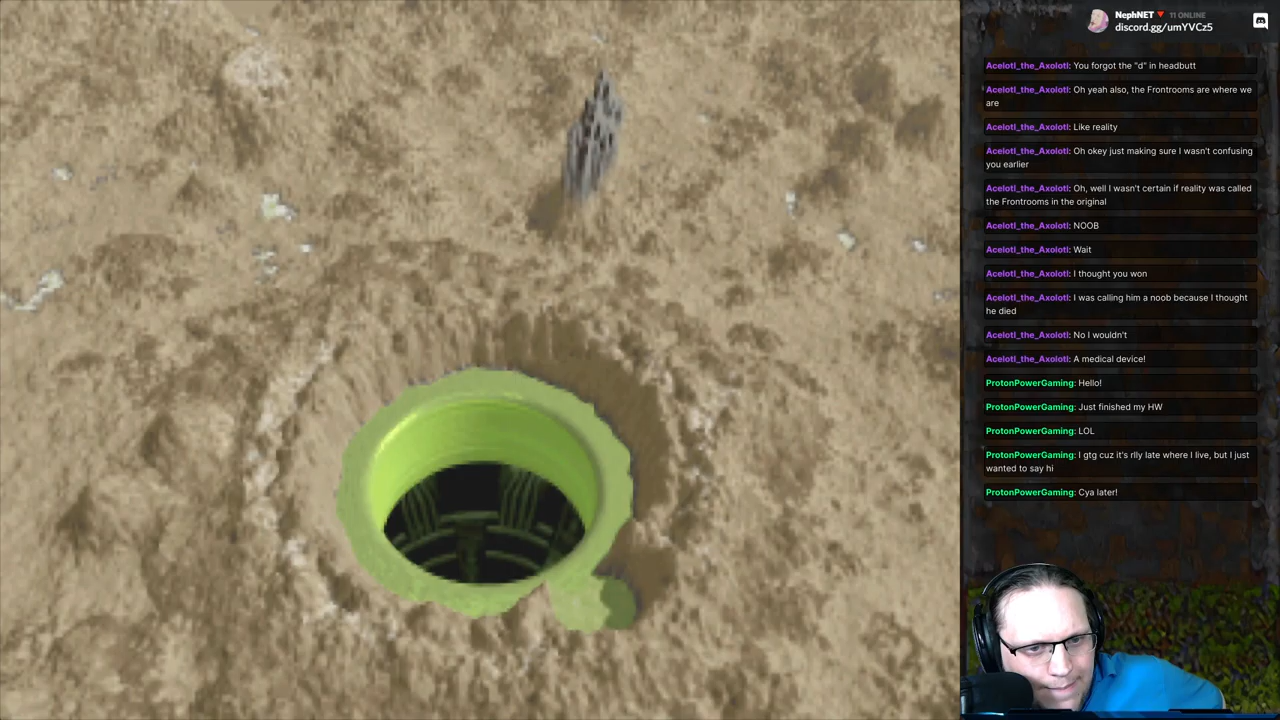 NephNET 11 ONLINE
discord.gg/umYVCz5
Acelotl_the_Axolotl: You forgot the "d" in headbutt
Acelotl_the_Axolotl: Oh yeah also, the Frontrooms are where we
are
Acelotl_the_Axolotl: Like reality
Acelotl_the_Axolotl: Oh okey just making sure I wasn't confusing
you earlier
Acelotl_the_Axolotl: Oh, well I wasn't certain if reality was called
the Frontrooms in the original
Acelotl_the_Axolotl: NOOB
Acelotl_the_Axolotl: Wait
Acelotl_the_Axolotl: I thought you won
Acelotl_the_Axolotl: I was calling him a noob because I thought
he died
Acelotl_the_Axolotl: No I wouldn't
Acelotl_the_Axolotl: A medical device!
ProtonPowerGaming: Hello!
ProtonPowerGaming: Just finished my HW
ProtonPowerGaming: LOL
ProtonPowerGaming: I gtg cuz it's rlly late where I live, but I just
wanted to say hi
ProtonPowerGaming: Cya later!